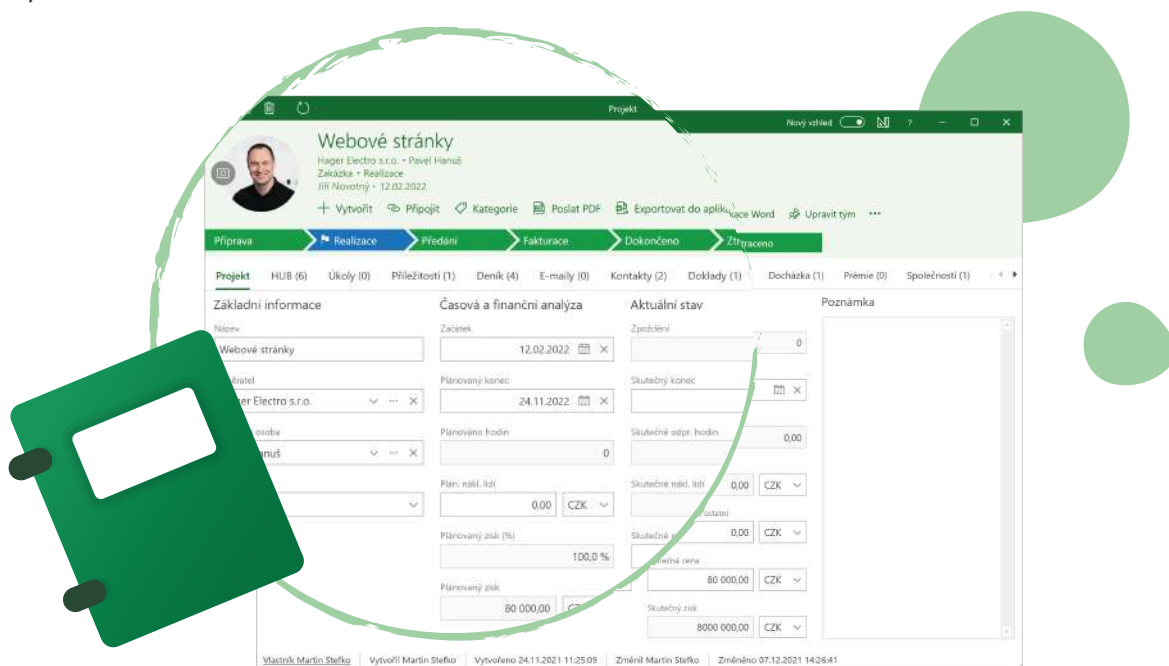 Projekt
Nový vzhled
?
Webové stránky
Hager Electro s.r.o. • Pavel Hanuš
Zakázka • Realizace
Jiří Novotný • 12.02.2022
Vytvořit Připojit Kategorie Poslat PDF Exportovat do aplikace Word Upravit tým
Příprava Realizace Předání Fakturace Dokončeno Ztraceno
Projekt HUB (6) Úkoly (0) Příležitosti (1) Deník (4) E-maily (0) Kontakty (2) Doklady (1) Docházka (1) Prémie (0) Společnosti (1)
Základní informace Časová a finanční analýza Aktuální stav Poznámka
Název Začátek Zpoždění
Webové stránky 12.02.2022 0
Plánovaný konec Skutečný konec
Electro s.r.o. 24.11.2022
osoba Plánováno hodin Skutečné odpr. hodin
0 0,00
Plán. nákl. lidí Skutečné nákl. lidí
0,00 CZK 0,00 CZK
Plánovaný zisk (%) Skutečné ostatní
100,0 % 0,00 CZK
cena
80 000,00 CZK
Plánovaný zisk Skutečný zisk
80 000,00 8000 000,00 CZK
Vlastník Martin Stefko Vytvořil Martin Stefko Vytvořeno 24.11.2021 11:25:09 Změnil Martin Stefko Změněno 07.12.2021 14:26:41